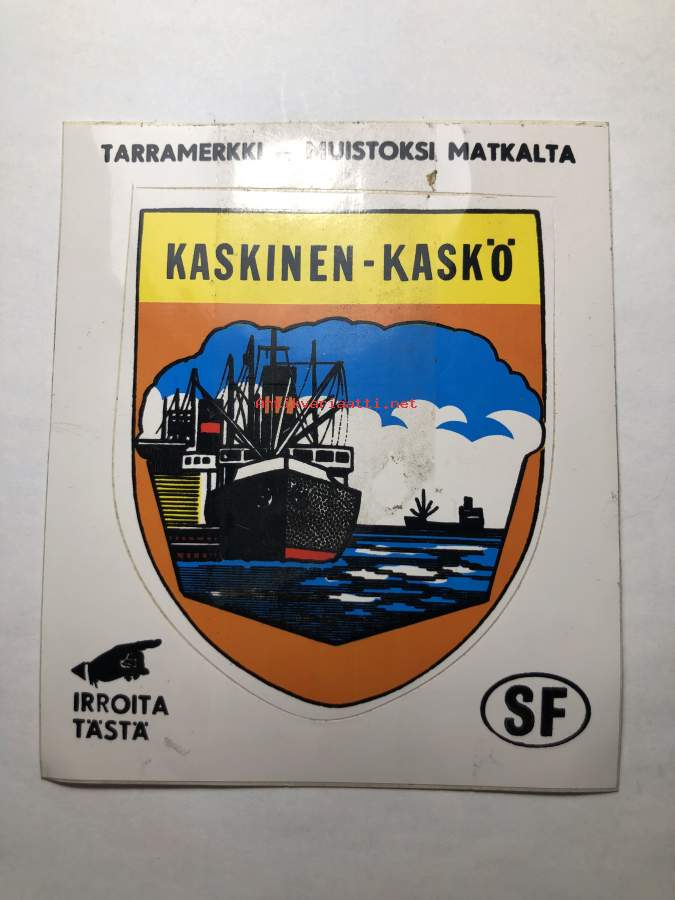 TARRAMERKKI - MUISTOKSI MATKALTA
KASKINEN-KASKÖ
Antikvariaatti.net
IRROITA
TÄSTÄ
SF